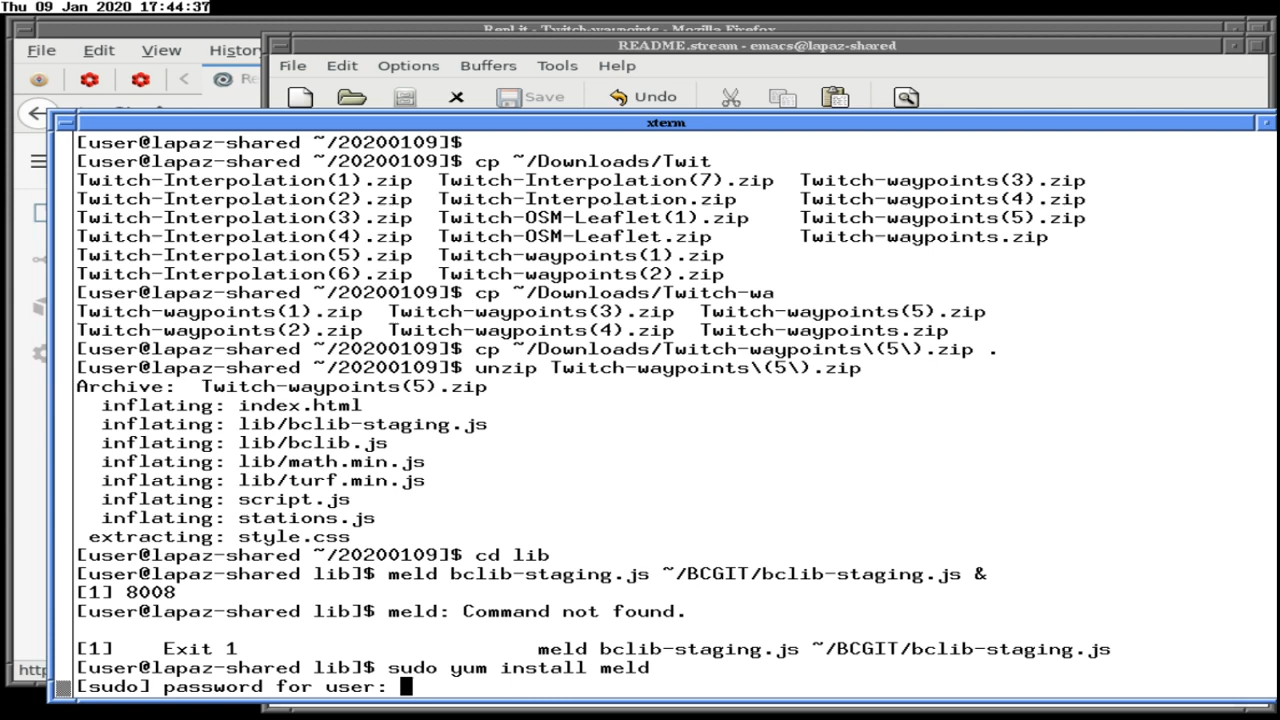 Thu 09 Jan 2020 17:44:37
Repl.it - Twitch-waypoints - Mozilla Firefox
File Edit View Histor
README.stream - emacs@lapaz-shared
File Edit Options Buffers Tools Help
Re
Save Undo
xterm
[user@lapaz-shared ~/20200109]$
[user@lapaz-shared ~/20200109]$ cp ~/Downloads/Twit
Twitch-Interpolation(1).zip Twitch-Interpolation(7).zip Twitch-waypoints(3).zip
Twitch-Interpolation(2).zip Twitch-Interpolation.zip Twitch-waypoints(4).zip
Twitch-Interpolation(3).zip Twitch-OSM-Leaflet(1).zip Twitch-waypoints(5).zip
Twitch-Interpolation(4).zip Twitch-OSM-Leaflet.zip Twitch-waypoints.zip
Twitch-Interpolation(5).zip Twitch-waypoints(1).zip
Twitch-Interpolation(6).zip Twitch-waypoints(2).zip
[user@lapaz-shared ~/20200109]$ cp ~/Downloads/Twitch-wa
Twitch-waypoints(1).zip Twitch-waypoints(3).zip Twitch-waypoints(5).zip
Twitch-waypoints(2).zip Twitch-waypoints(4).zip Twitch-waypoints.zip
[user@lapaz-shared ~/20200109]$ cp ~/Downloads/Twitch-waypoints\(5\).zip .
[user@lapaz-shared ~/20200109]$ unzip Twitch-waypoints\(5\).zip
Archive: Twitch-waypoints(5).zip
inflating: index.html
inflating: lib/bclib-staging.js
inflating: lib/bclib.js
inflating: lib/math.min.js
inflating: lib/turf.min.js
inflating: script.js
inflating: stations.js
extracting: style.css
[user@lapaz-shared ~/20200109]$ cd lib
[user@lapaz-shared lib]$ meld bclib-staging.js ~/BCGIT/bclib-staging.js &
[1] 8008
[user@lapaz-shared lib]$ meld: Command not found.
[1] Exit 1 meld bclib-staging.js ~/BCGIT/bclib-staging.js
[user@lapaz-shared lib]$ sudo yum install meld
http
[sudo] password for user: